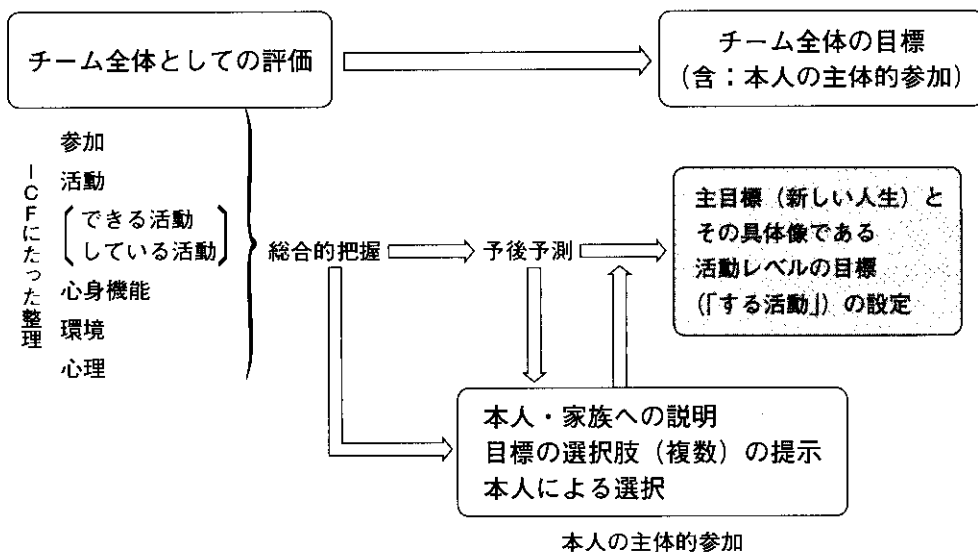 チーム全体としての評価
チーム全体の目標
(含：本人の主体的参加)
ICFにたった整理
参加
活動
できる活動
している活動
心身機能
環境
心理
総合的把握
予後予測
主目標（新しい人生）と
その具体像である
活動レベルの目標
(｢する活動｣) の設定
本人・家族への説明
目標の選択肢（複数）の提示
本人による選択
本人の主体的参加